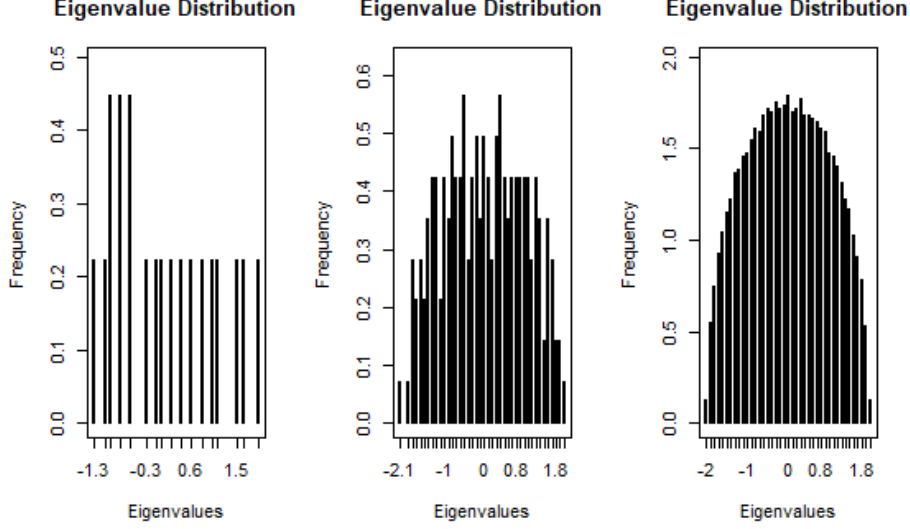 Eigenvalue Distribution
0.5
0.4
0.3
0.2
0.1
0.0
Frequency
-1.3 -0.3 0.6 1.5
Eigenvalues
Eigenvalue Distribution
0.6
0.5
0.4
0.3
0.2
0.1
0.0
Frequency
-2.1 -1 0 0.8 1.8
Eigenvalues
Eigenvalue Distribution
2.0
1.5
1.0
0.5
0.0
Frequency
-2 -1 0 0.8 1.8
Eigenvalues